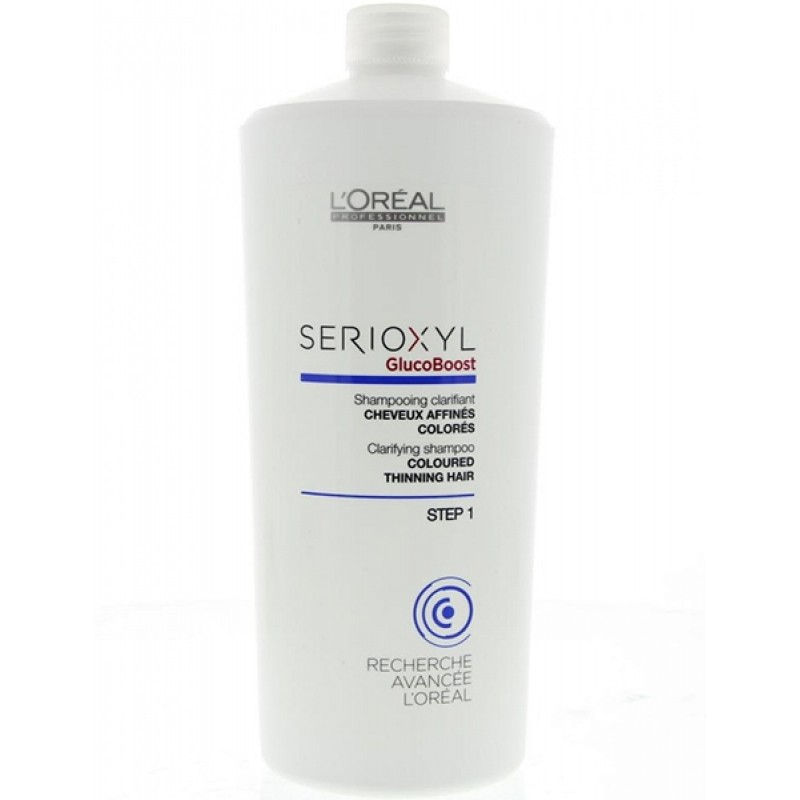 L'ORÉAL
PROFESSIONNEL
PARIS
SERIOXYL
GlucoBoost
Shampooing clarifiant
CHEVEUX AFFINÉS
COLORÉS
Clarifying shampoo
COLOURED
THINNING HAIR
STEP 1
RECHERCHE
AVANCÉE
L'ORÉAL